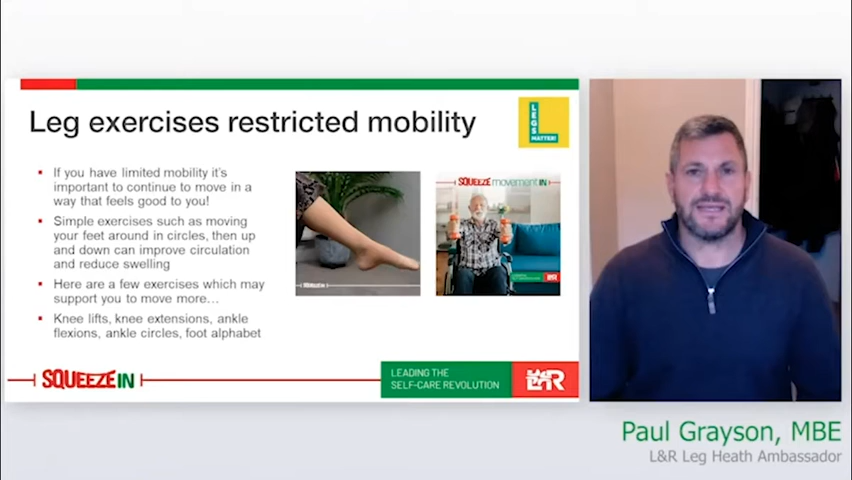 Leg exercises restricted mobility
LEGS
MATTER!
If you have limited mobility it's
important to continue to move in a
way that feels good to you!
Simple exercises such as moving
your feet around in circles, then up
and down can improve circulation
and reduce swelling
Here are a few exercises which may
support you to move more…
Knee lifts, knee extensions, ankle
flexions, ankle circles, foot alphabet
SQUEEZE movement IN
SQUEEZE IN
LEADING THE
SELF-CARE REVOLUTION
L&R
Paul Grayson, MBE
L&R Leg Heath Ambassador